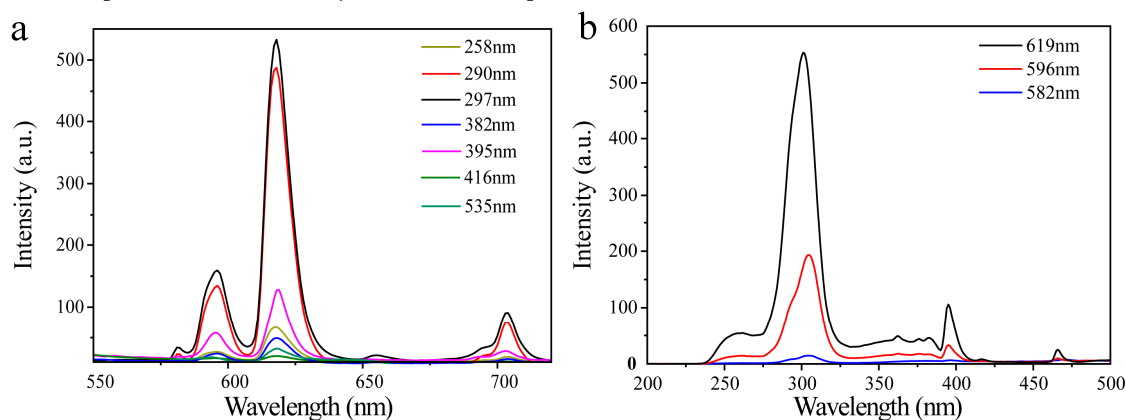 a
258nm
290nm
297nm
382nm
395nm
416nm
535nm
500
400
300
200
100
550
600
650
700
Intensity (a.u.)
Wavelength (nm)
b
619nm
596nm
582nm
600
500
400
300
200
100
0
200
250
300
350
400
450
500
Intensity (a.u.)
Wavelength (nm)